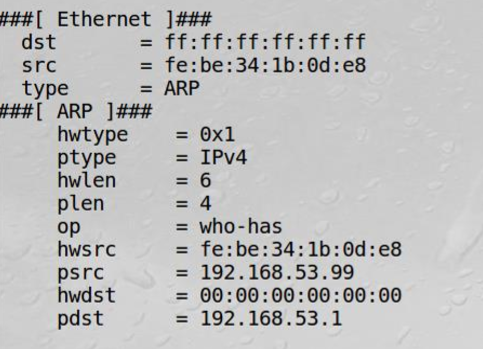 ###[ Ethernet ]###
dst = ff:ff:ff:ff:ff:ff
src = fe:be:34:1b:0d:e8
type = ARP
###[ ARP ]###
hwtype = 0x1
ptype = IPv4
hwlen = 6
plen = 4
op = who-has
hwsrc = fe:be:34:1b:0d:e8
psrc = 192.168.53.99
hwdst = 00:00:00:00:00:00
pdst = 192.168.53.1